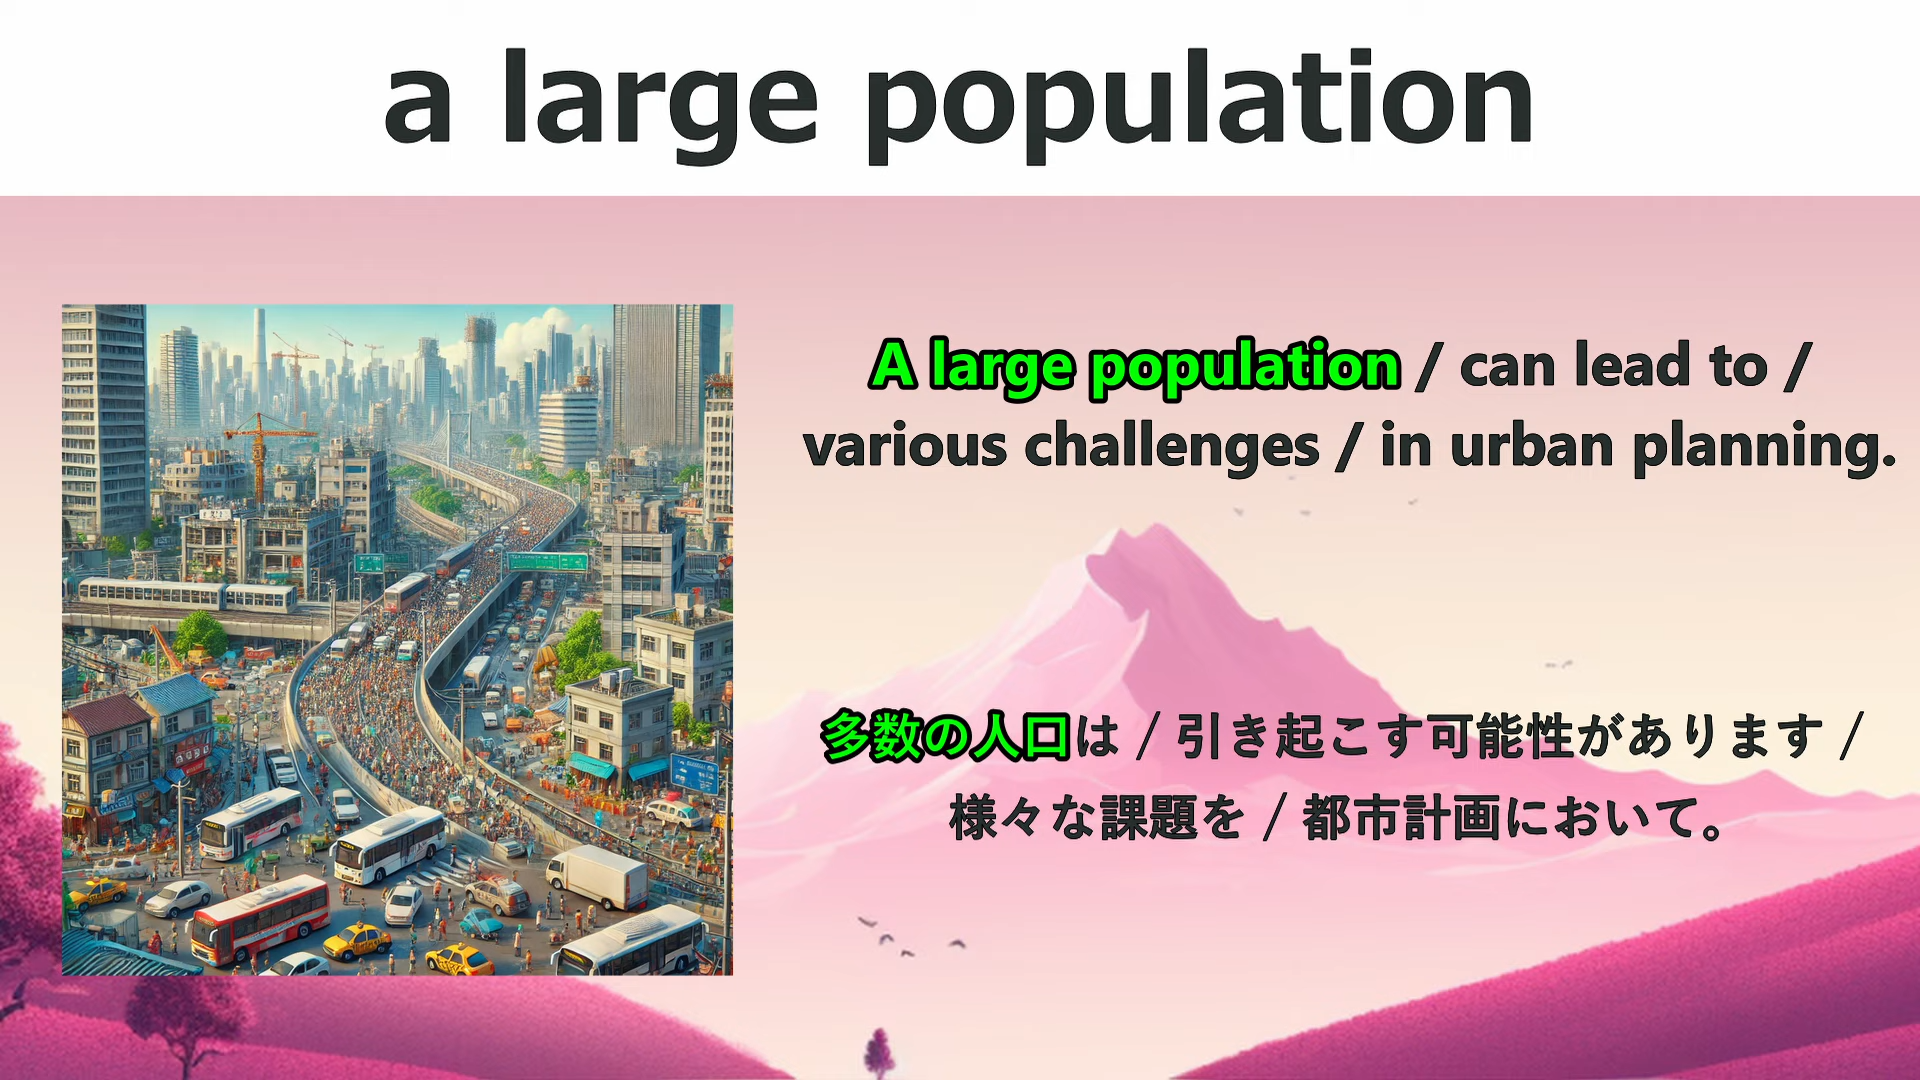 a large population
A large population / can lead to /
various challenges / in urban planning.
多数の人口は / 引き起こす可能性があります /
様々な課題を / 都市計画において。